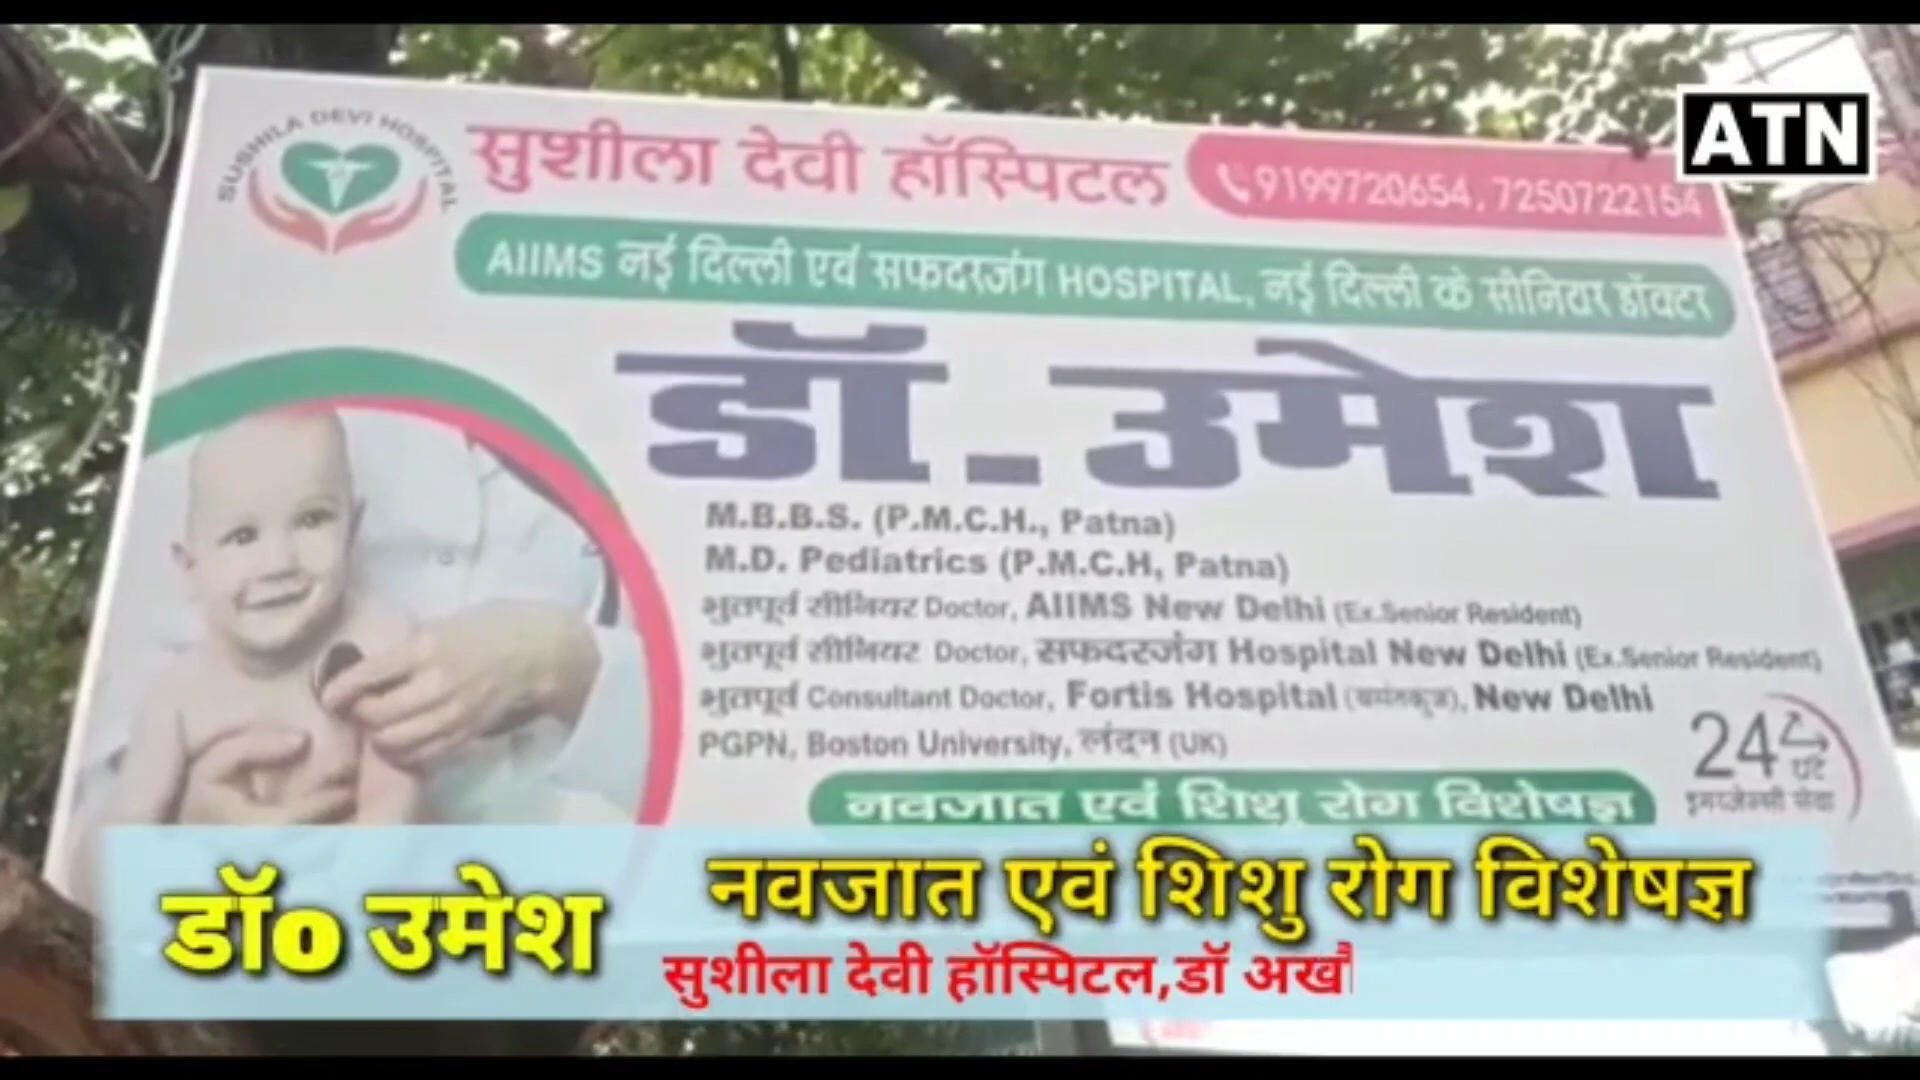 ATN
SUSHILA DEVI HOSPITAL
सुशीला देवी हॉस्पिटल
9199720654, 7250722154
AIIMS नई दिल्ली एवं सफदरजंग HOSPITAL, नई दिल्ली के सीनियर डॉक्टर
डॉ. उमेश
M.B.B.S. (P.M.C.H., Patna)
M.D. Pediatrics (P.M.C.H, Patna)
भुतपूर्व सीनियर Doctor, AIIMS New Delhi (Ex.Senior Resident)
भुतपूर्व सीनियर Doctor, सफदरजंग Hospital New Delhi (Ex.Senior Resident)
भुतपूर्व Consultant Doctor, Fortis Hospital New Delhi
PGPN, Boston University, लंदन (UK)
24 घंटे
इमरजेन्सी सेवा
नवजात एवं शिशु रोग विशेषज्ञ
डॉ0 उमेश
नवजात एवं शिशु रोग विशेषज्ञ
सुशीला देवी हॉस्पिटल,डॉ अखौ